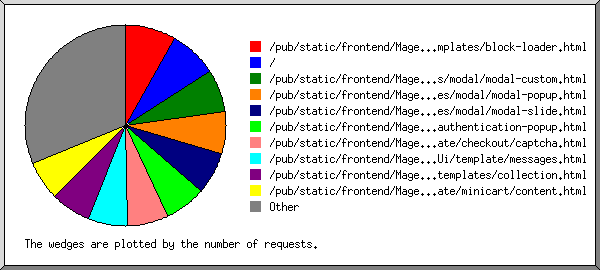 /pub/static/frontend/Mage...mplates/block-loader.html
/
/pub/static/frontend/Mage...s/modal/modal-custom.html
/pub/static/frontend/Mage...es/modal/modal-popup.html
/pub/static/frontend/Mage...es/modal/modal-slide.html
/pub/static/frontend/Mage...authentication-popup.html
/pub/static/frontend/Mage...ate/checkout/captcha.html
/pub/static/frontend/Mage...Ui/template/messages.html
/pub/static/frontend/Mage...templates/collection.html
/pub/static/frontend/Mage...ate/minicart/content.html
Other
The wedges are plotted by the number of requests.